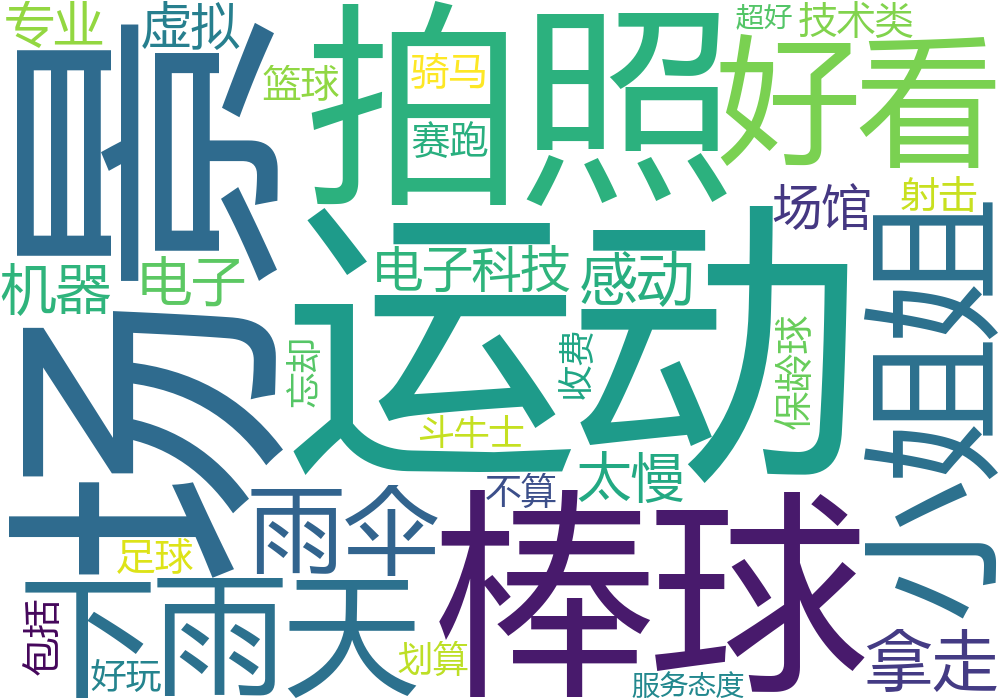 专业
虚拟
场景
拍照
骑马
篮球
赛跑
超好
技术类
好看
场馆
射击
机器
电子
电子科技
感动
运动
小姐姐
忘却
收费
保龄球
斗牛士
太慢
不算
雨伞
棒球
足球
下雨天
包括
好玩
划算
服务态度
拿走